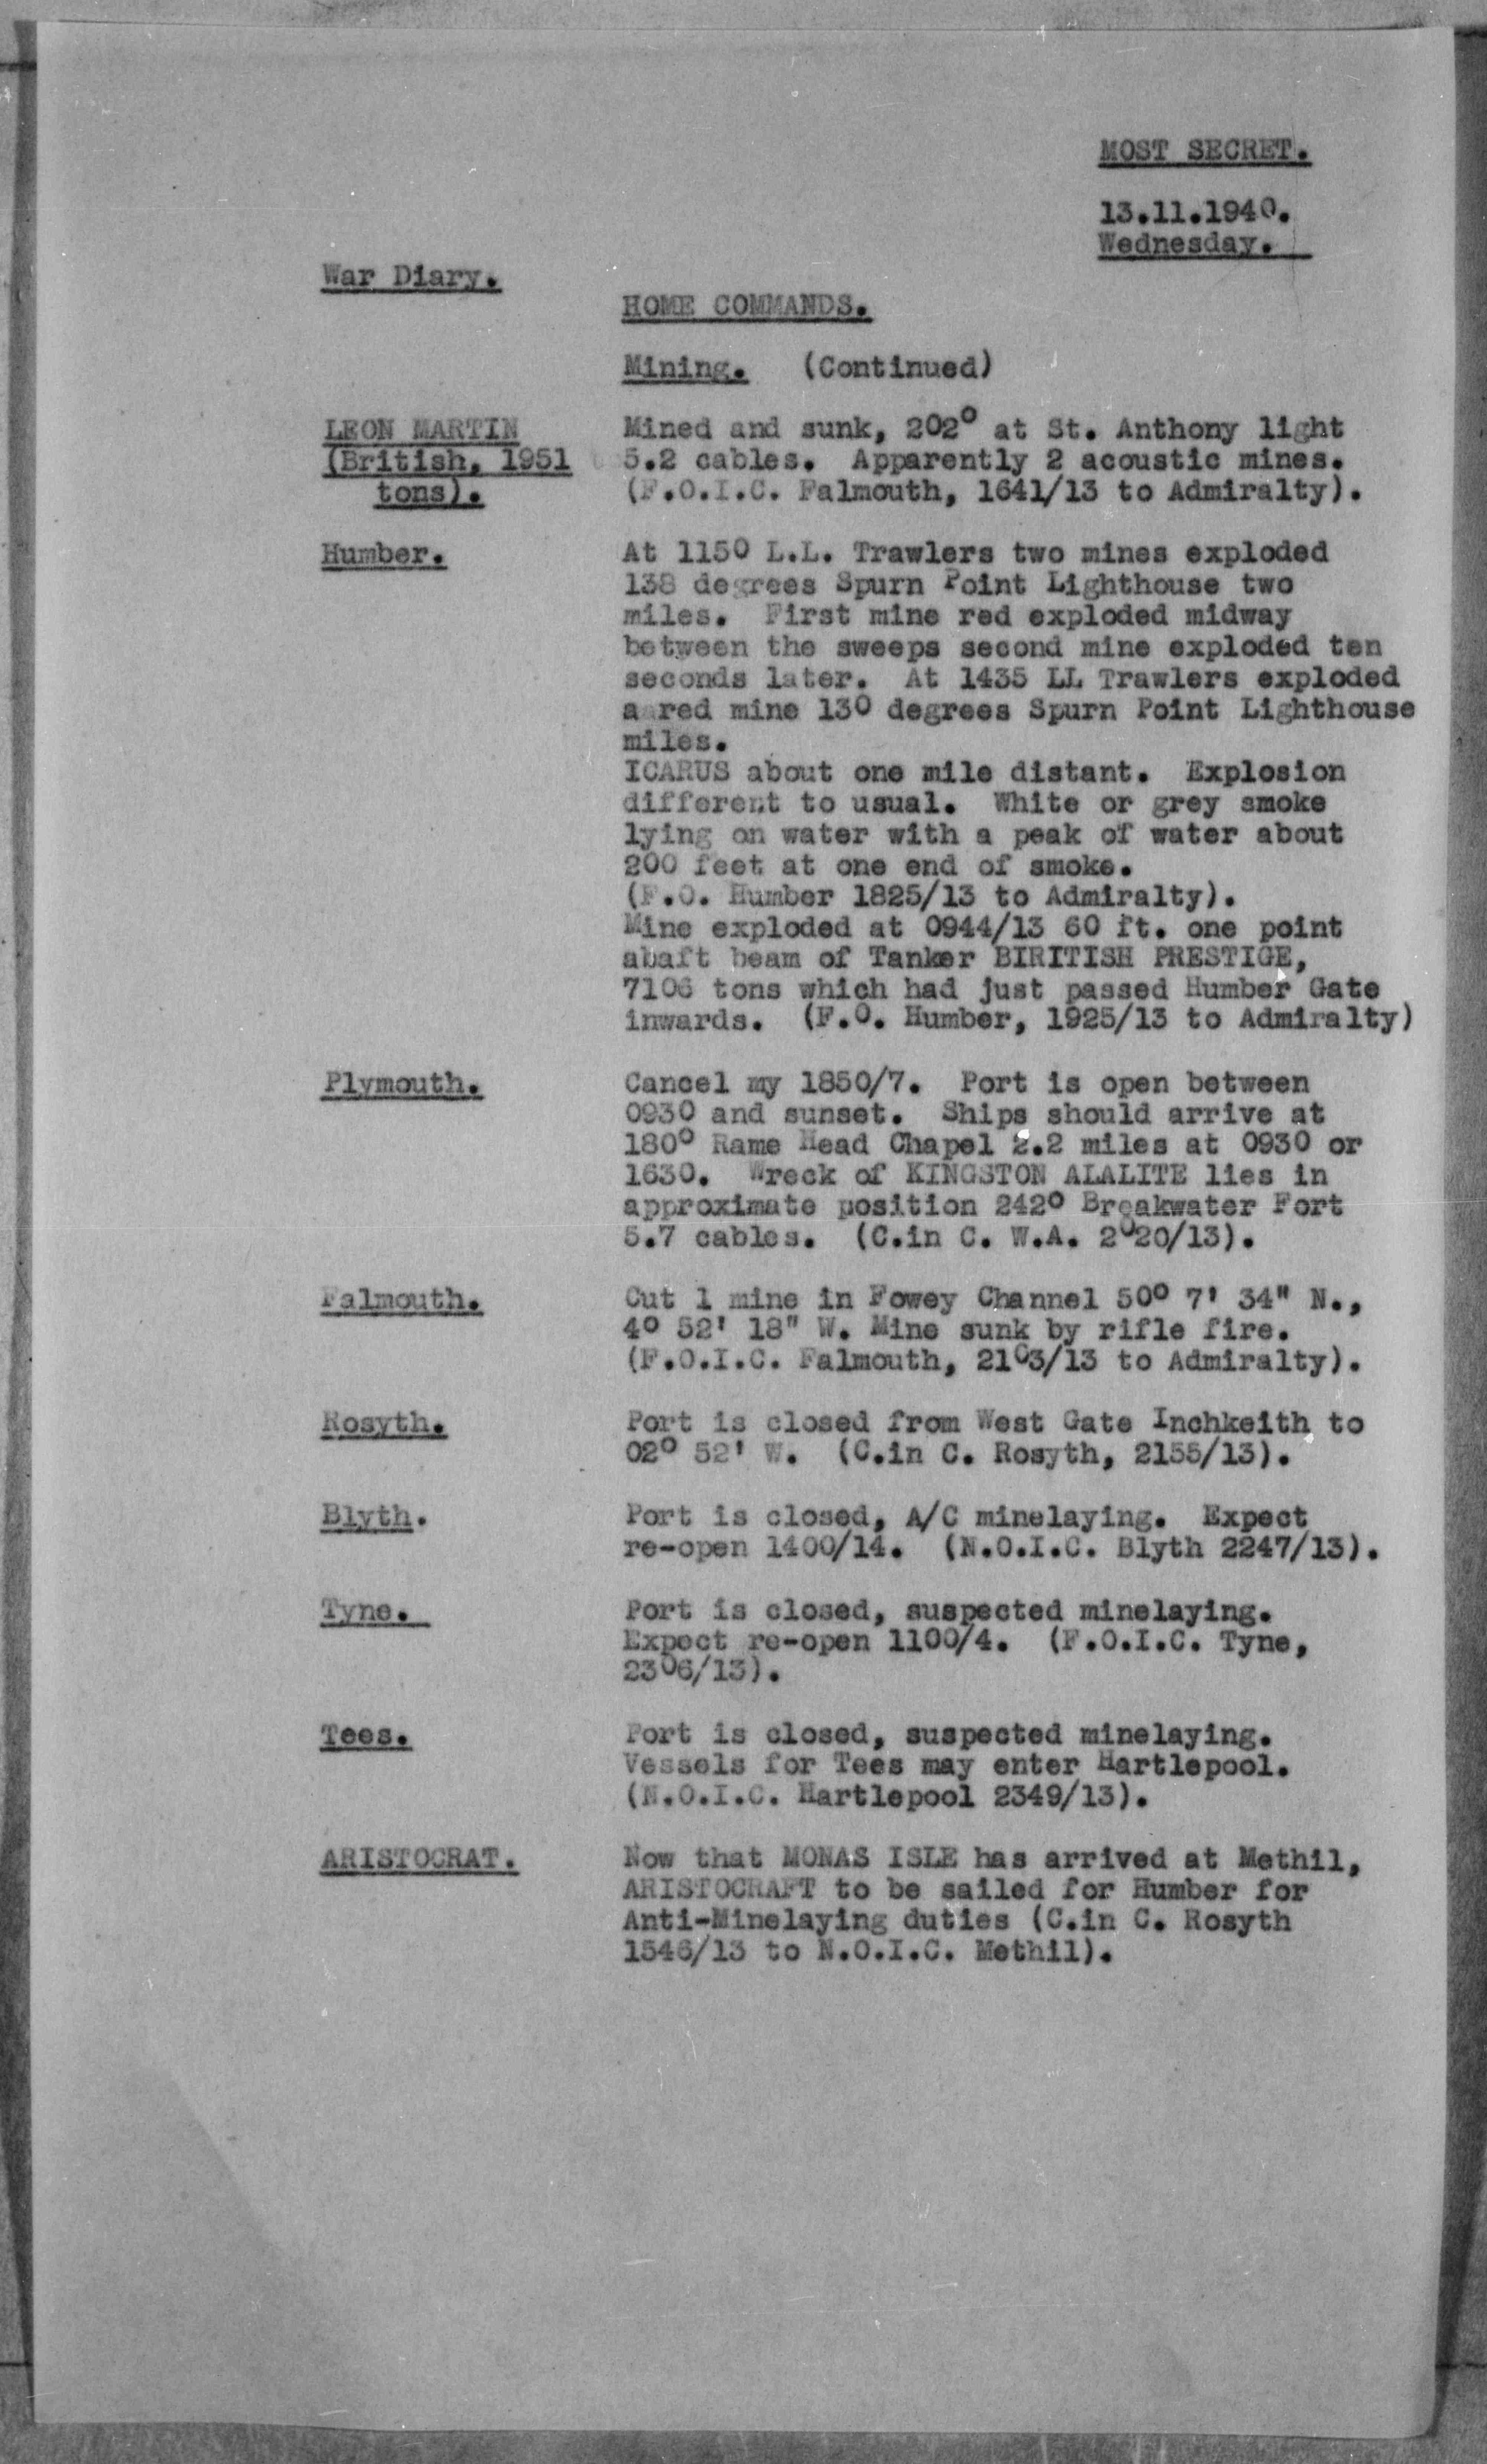 MOST SECRET.
13.11.1940.
Wednesday.
War Diary.
HOME COMMANDS.
Mining. (Continued)
LEON MARTIN
(British, 1951
tons).
Mined and sunk, 202° at St. Anthony light
5.2 cables. Apparently 2 acoustic mines.
(F.O.I.C. Falmouth, 1641/13 to Admiralty).
Humber.
At 1150 L.L. Trawlers two mines exploded
138 degrees Spurn Point Lighthouse two
miles. First mine red exploded midway
between the sweeps second mine exploded ten
seconds later. At 1435 LL Trawlers exploded
a red mine 130 degrees Spurn Point Lighthouse
miles.
ICARUS about one mile distant. Explosion
different to usual. White or grey smoke
lying on water with a peak of water about
200 feet at one end of smoke.
(F.O. Humber 1825/13 to Admiralty).
Mine exploded at 0944/13 60 ft. one point
abaft beam of Tanker BIRITISH PRESTIGE,
7106 tons which had just passed Humber Gate
inwards. (F.O. Humber, 1925/13 to Admiralty)
Plymouth.
Cancel my 1850/7. Port is open between
0930 and sunset. Ships should arrive at
180° Rame Head Chapel 2.2 miles at 0930 or
1630. Wreck of KINGSTON ALALITE lies in
approximate position 242° Breakwater Fort
5.7 cables. (C.in C. W.A. 2020/13).
Falmouth.
Cut 1 mine in Fowey Channel 50° 7' 34" N.,
4° 52' 18" W. Mine sunk by rifle fire.
(F.O.I.C. Falmouth, 2103/13 to Admiralty).
Rosyth.
Port is closed from West Gate Inchkeith to
02° 52' W. (C.in C. Rosyth, 2155/13).
Blyth.
Port is closed, A/C minelaying. Expect
re-open 1400/14. (N.O.I.C. Blyth 2247/13).
Tyne.
Port is closed, suspected minelaying.
Expect re-open 1100/4. (F.O.I.C. Tyne,
2306/13).
Tees.
Port is closed, suspected minelaying.
Vessels for Tees may enter Hartlepool.
(N.O.I.C. Hartlepool 2349/13).
ARISTOCRAT.
Now that MONAS ISLE has arrived at Methil,
ARISTOCRAFT to be sailed for Humber for
Anti-Minelaying duties (C.in C. Rosyth
1546/13 to N.O.I.C. Methil).